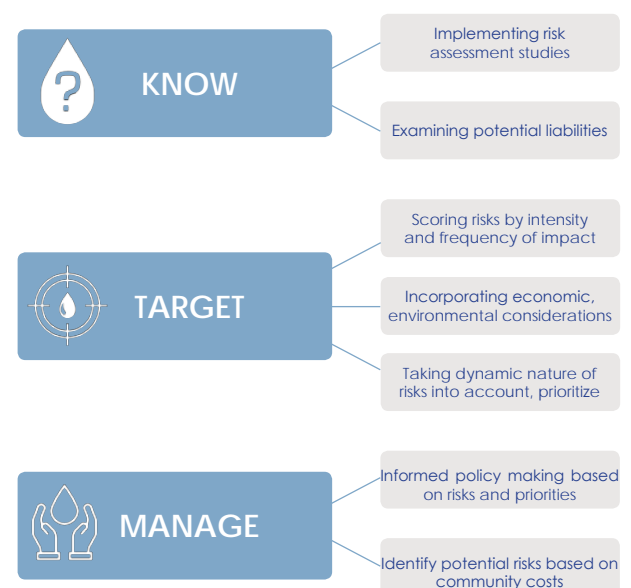 ?
KNOW
Implementing risk
assessment studies
Examining potential liabilities
TARGET
Scoring risks by intensity
and frequency of impact
Incorporating economic,
environmental considerations
Taking dynamic nature of
risks into account, prioritize
MANAGE
Informed policy making based
on risks and priorities
Identify potential risks based on
community costs